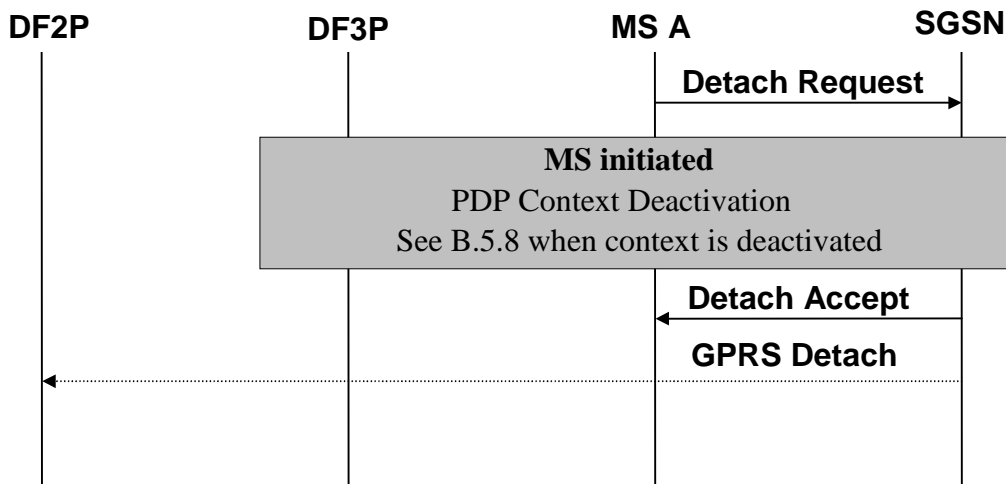 DF2P DF3P MS A SGSN
Detach Request
MS initiated
PDP Context Deactivation
See B.5.8 when context is deactivated
Detach Accept
GPRS Detach